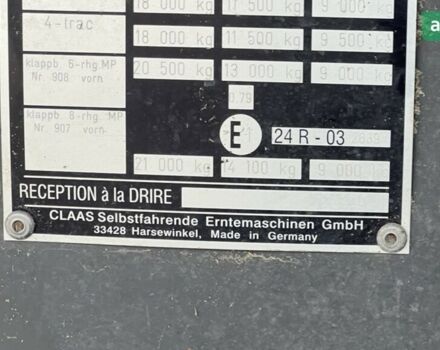 18 000 kg 11 500 kg 9 000 kg
4-trac
18 000 kg 11 500 kg 9 500 kg
klappb. 6-rhg. MP
Nr. 908 vorn
20 500 kg 13 000 kg 9 000 kg
0.79
klappb. 8-rhg. MP
Nr. 907 vorn
E 24 R - 03
21 000 kg 14 100 kg 9 000
RECEPTION à la DRIRE
CLAAS Selbstfahrende Erntemaschinen GmbH
33428 Harsewinkel, Made in Germany
a